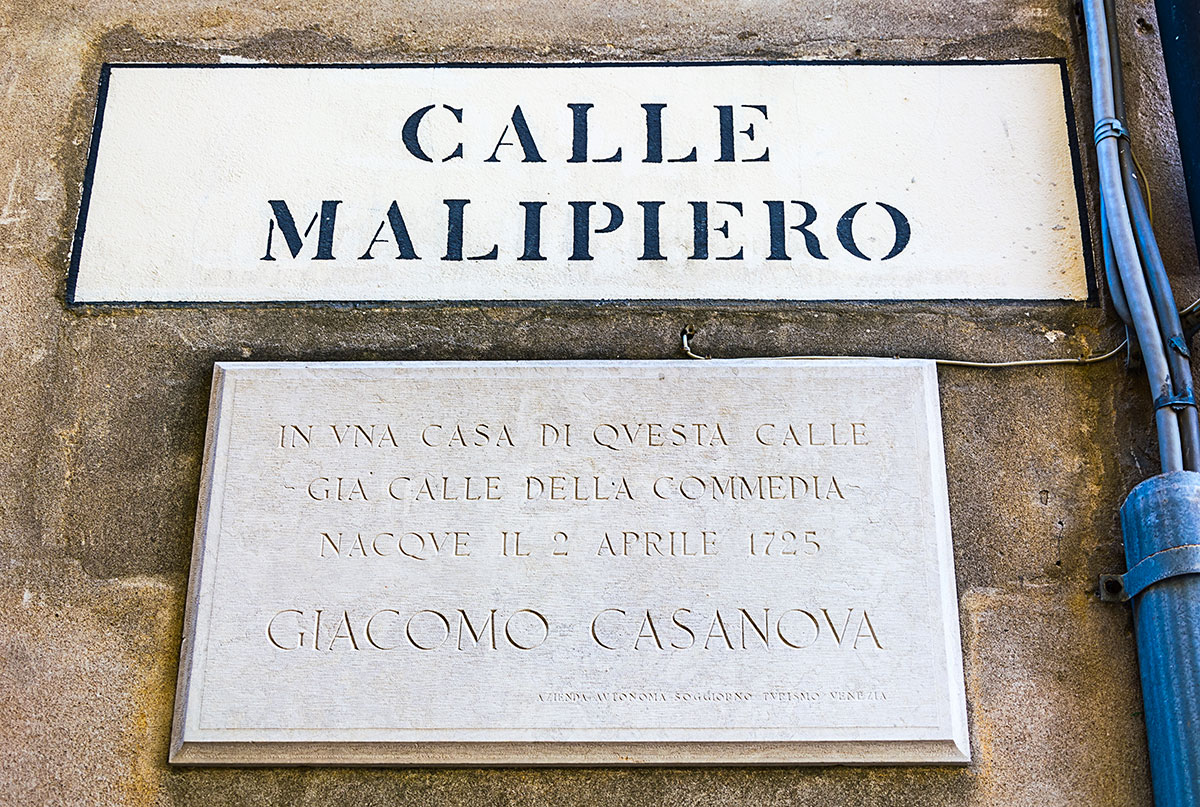 CALLE
MALIPIERO
IN VNA CASA DI QVESTA CALLE
GIA' CALLE DELLA COMMEDIA
NACQVE IL 2 APRILE 1725
GIACOMO CASANOVA
AZIENDA AVTONOMA SOGGIORNO TVRISMO VENEZIA